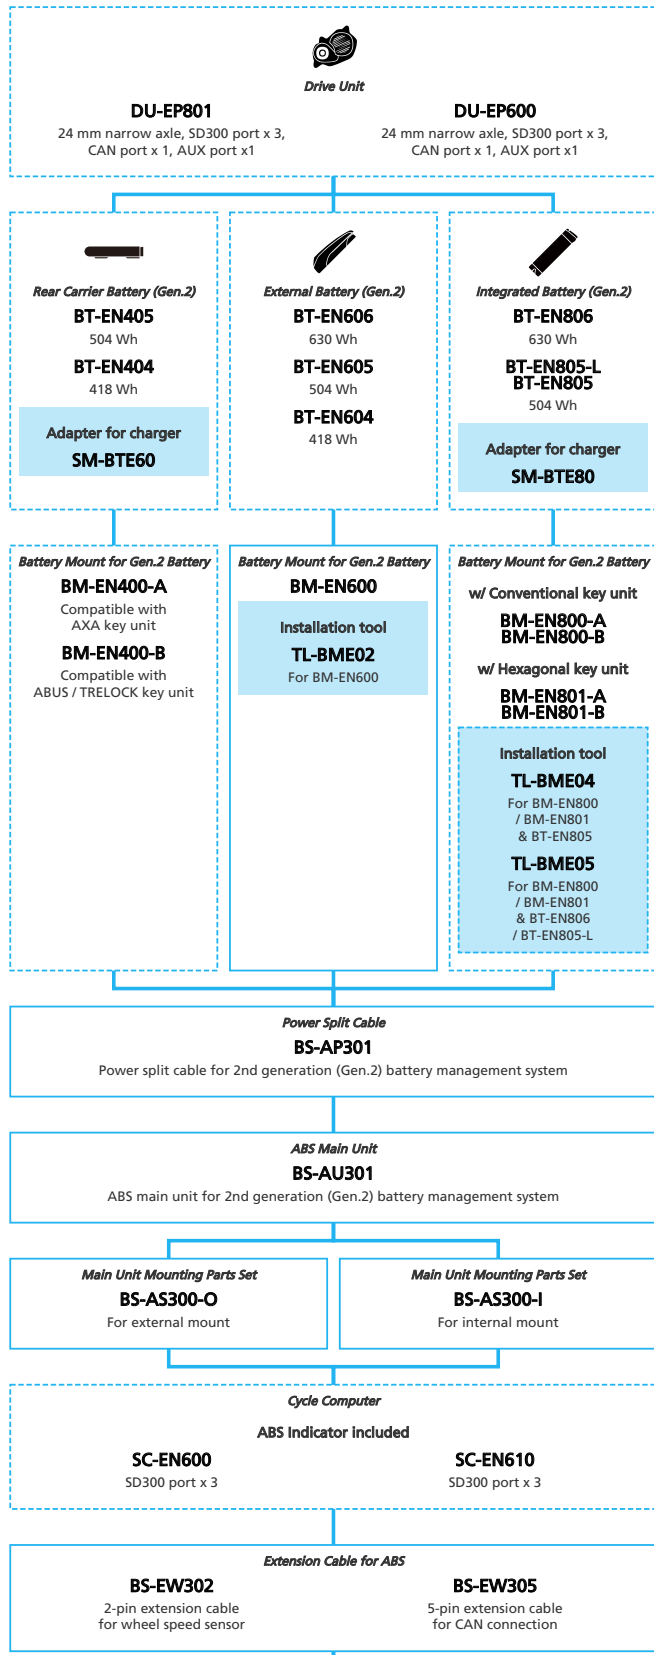 Drive Unit
DU-EP801
24 mm narrow axle, SD300 port x 3,
CAN port x 1, AUX port x1
DU-EP600
24 mm narrow axle, SD300 port x 3,
CAN port x 1, AUX port x1
Rear Carrier Battery (Gen.2)
BT-EN405
504 Wh
BT-EN404
418 Wh
Adapter for charger
SM-BTE60
External Battery (Gen.2)
BT-EN606
630 Wh
BT-EN605
504 Wh
BT-EN604
418 Wh
Integrated Battery (Gen.2)
BT-EN806
630 Wh
BT-EN805-L
BT-EN805
504 Wh
Adapter for charger
SM-BTE80
Battery Mount for Gen.2 Battery
BM-EN400-A
Compatible with
AXA key unit
BM-EN400-B
Compatible with
ABUS / TRELOCK key unit
Battery Mount for Gen.2 Battery
BM-EN600
Installation tool
TL-BME02
For BM-EN600
Battery Mount for Gen.2 Battery
w/ Conventional key unit
BM-EN800-A
BM-EN800-B
w/ Hexagonal key unit
BM-EN801-A
BM-EN801-B
Installation tool
TL-BME04
For BM-EN800
/ BM-EN801
& BT-EN805
TL-BME05
For BM-EN800
/ BM-EN801
& BT-EN806
/ BT-EN805-L
Power Split Cable
BS-AP301
Power split cable for 2nd generation (Gen.2) battery management system
ABS Main Unit
BS-AU301
ABS main unit for 2nd generation (Gen.2) battery management system
Main Unit Mounting Parts Set
BS-AS300-O
For external mount
Main Unit Mounting Parts Set
BS-AS300-I
For internal mount
Cycle Computer
ABS Indicator included
SC-EN600
SD300 port x 3
SC-EN610
SD300 port x 3
Extension Cable for ABS
BS-EW302
2-pin extension cable
for wheel speed sensor
BS-EW305
5-pin extension cable
for CAN connection